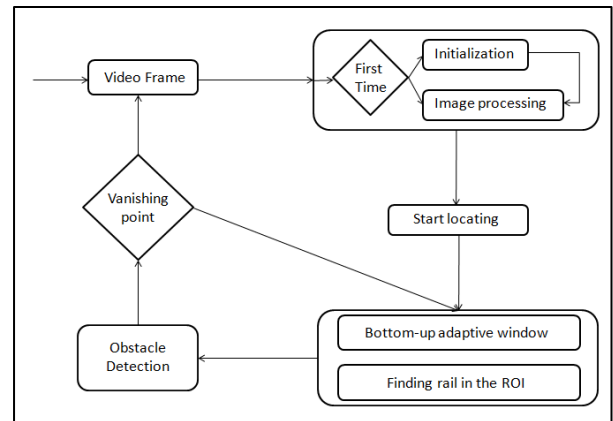 Video Frame
First
Time
Initialization
Image processing
Vanishing
point
Start locating
Bottom-up adaptive window
Obstacle
Detection
Finding rail in the ROI